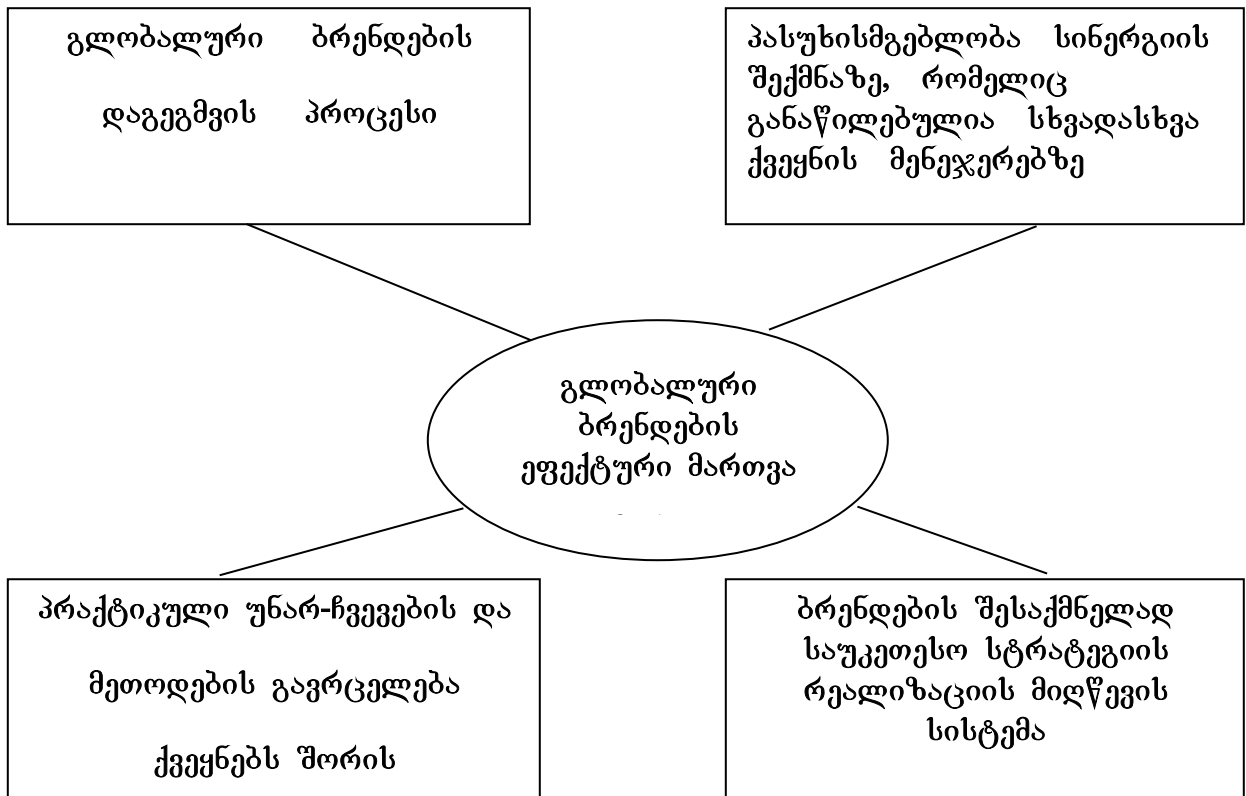 გლობალური ბრენდების
დაგეგმვის პროცესი
პასუხისმგებლობა სინერგიის
შექმნაზე, რომელიც
განაწილებულია სხვადასხვა
ქვეყნის მენეჯერებზე
გლობალური
ბრენდების
ეფექტური მართვა
პრაქტიკული უნარ-ჩვევების და
მეთოდების გავრცელება
ქვეყნებს შორის
ბრენდების შესაქმნელად
საუკეთესო სტრატეგიის
რეალიზაციის მიღწევის
სისტემა